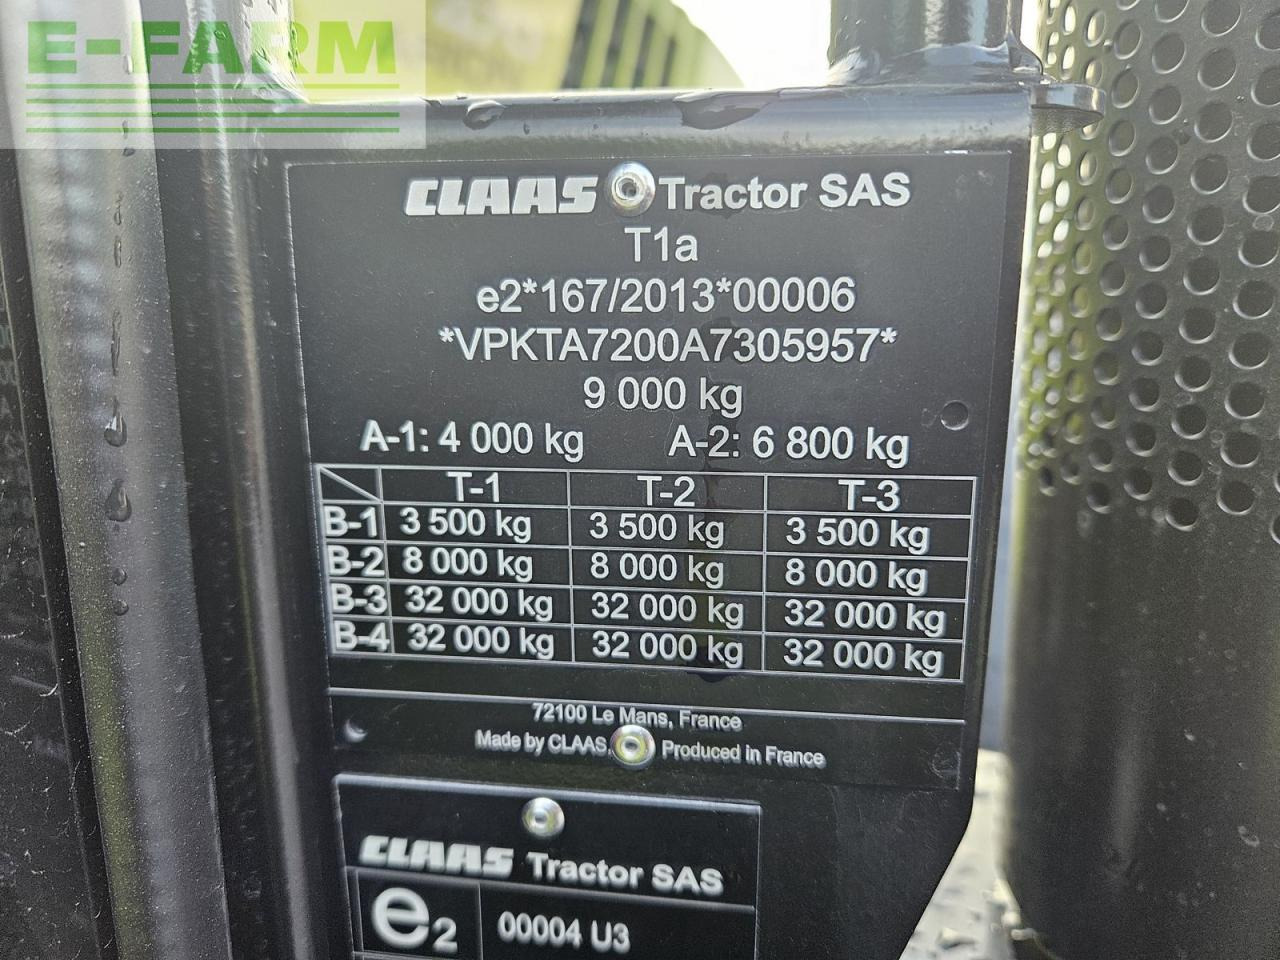 E-FARM
CLAAS Tractor SAS
T1a
e2*167/2013*00006
*VPKTA7200A7305957*
9 000 kg
A-1: 4 000 kg A-2: 6 800 kg
T-1 T-2 T-3
B-1 3 500 kg 3 500 kg 3 500 kg
B-2 8 000 kg 8 000 kg 8 000 kg
B-3 32 000 kg 32 000 kg 32 000 kg
B-4 32 000 kg 32 000 kg 32 000 kg
72100 Le Mans, France
Made by CLAAS, Produced in France
CLAAS Tractor SAS
e2 00004 U3